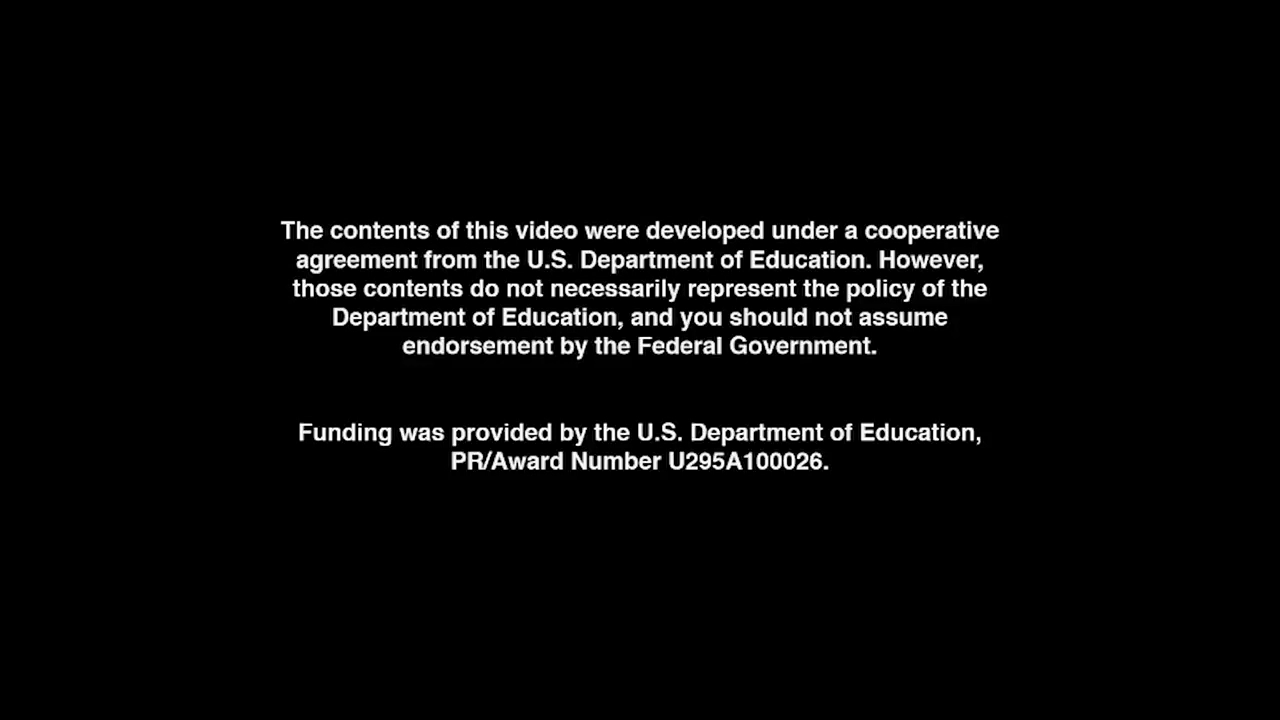 The contents of this video were developed under a cooperative
agreement from the U.S. Department of Education. However,
those contents do not necessarily represent the policy of the
Department of Education, and you should not assume
endorsement by the Federal Government.
Funding was provided by the U.S. Department of Education,
PR/Award Number U295A100026.